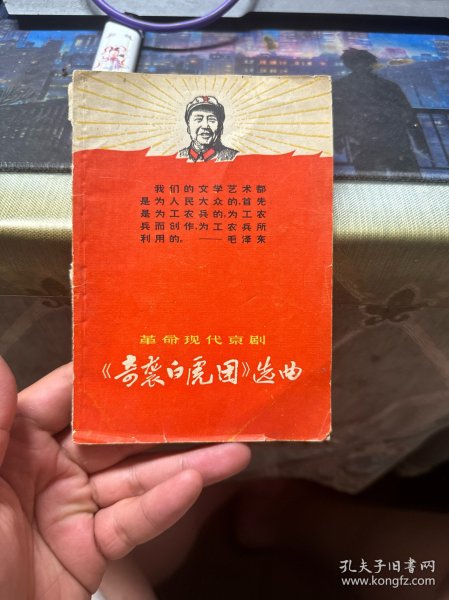 我们的文学艺术都
是为人民大众的,首先
是为工农兵的,为工农
兵而创作,为工农兵所
利用的。——毛泽东
革命现代京剧
《奇袭白虎团》选曲
孔夫子旧书网
www.kongfz.com